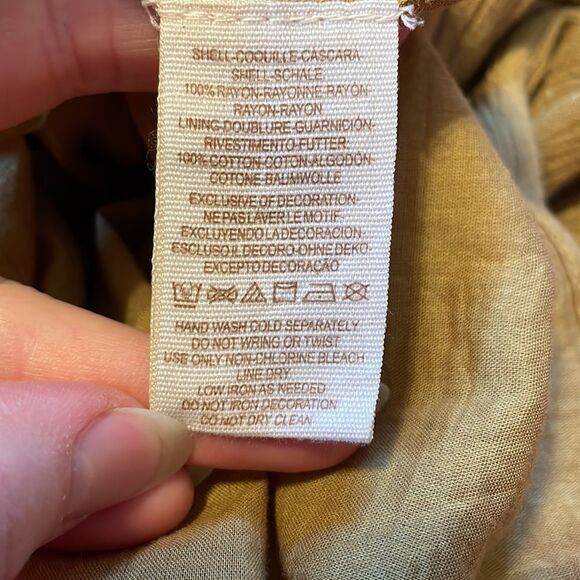 SHELL-COQUILLE-CASCARA
SHELL-SCHALE
100%RAYON-RAYONNE-RAYON-
RAYON-RAYON
LINING-DOUBLURE-GUARNICIÓN-
RIVESTIMENTO-FUTTER
100%COTTON-COTON-ALGODÓN-
COTONE BAUMWOLLE
EXCLUSIVE OF DECORATION-
NE PAS LAVER LE MOTIF-
EXCLUYENDO LA DECORACION-
ESCLUSO IL DECORO-OHNE DEKO
EXCEPTO DECORAÇÃO
HAND WASH COLD SEPARATELY
DO NOT WRING OR TWIST
USE ONLY NON-CHLORINE BLEACH
LINE DRY
LOW IRON AS NEEDED
DO NOT IRON DECORATION
DO NOT DRY CLEAN